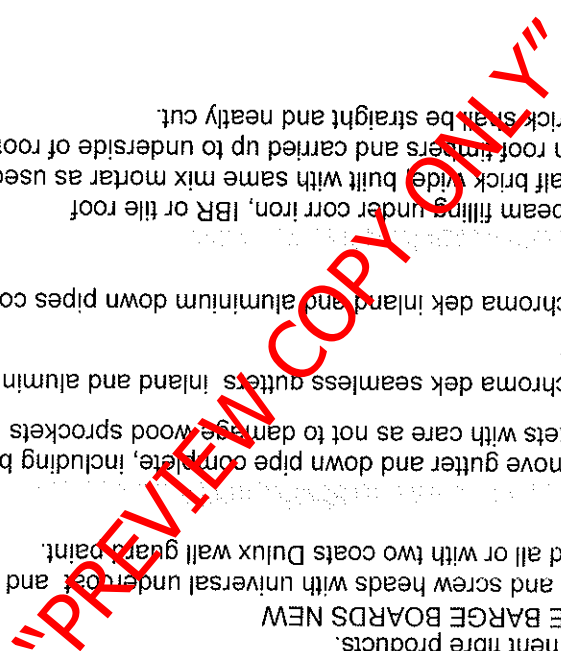 ment fibre products.
E BARGE BOARDS NEW
and screw heads with universal undercoat and
d all or with two coats Dulux wall guard paint.
nove gutter and down pipe complete, including b
ets with care as not to damage wood sprockets
chroma dek seamless gutters inland and alumin
chroma dek inland and aluminium down pipes co
beam filling under corr iron, IBR or tile roof
alf brick wide, built with same mix mortar as used
n roof timbers and carried up to underside of roo
rick shall be straight and neatly cut.
"PREVIEW COPY ONLY"